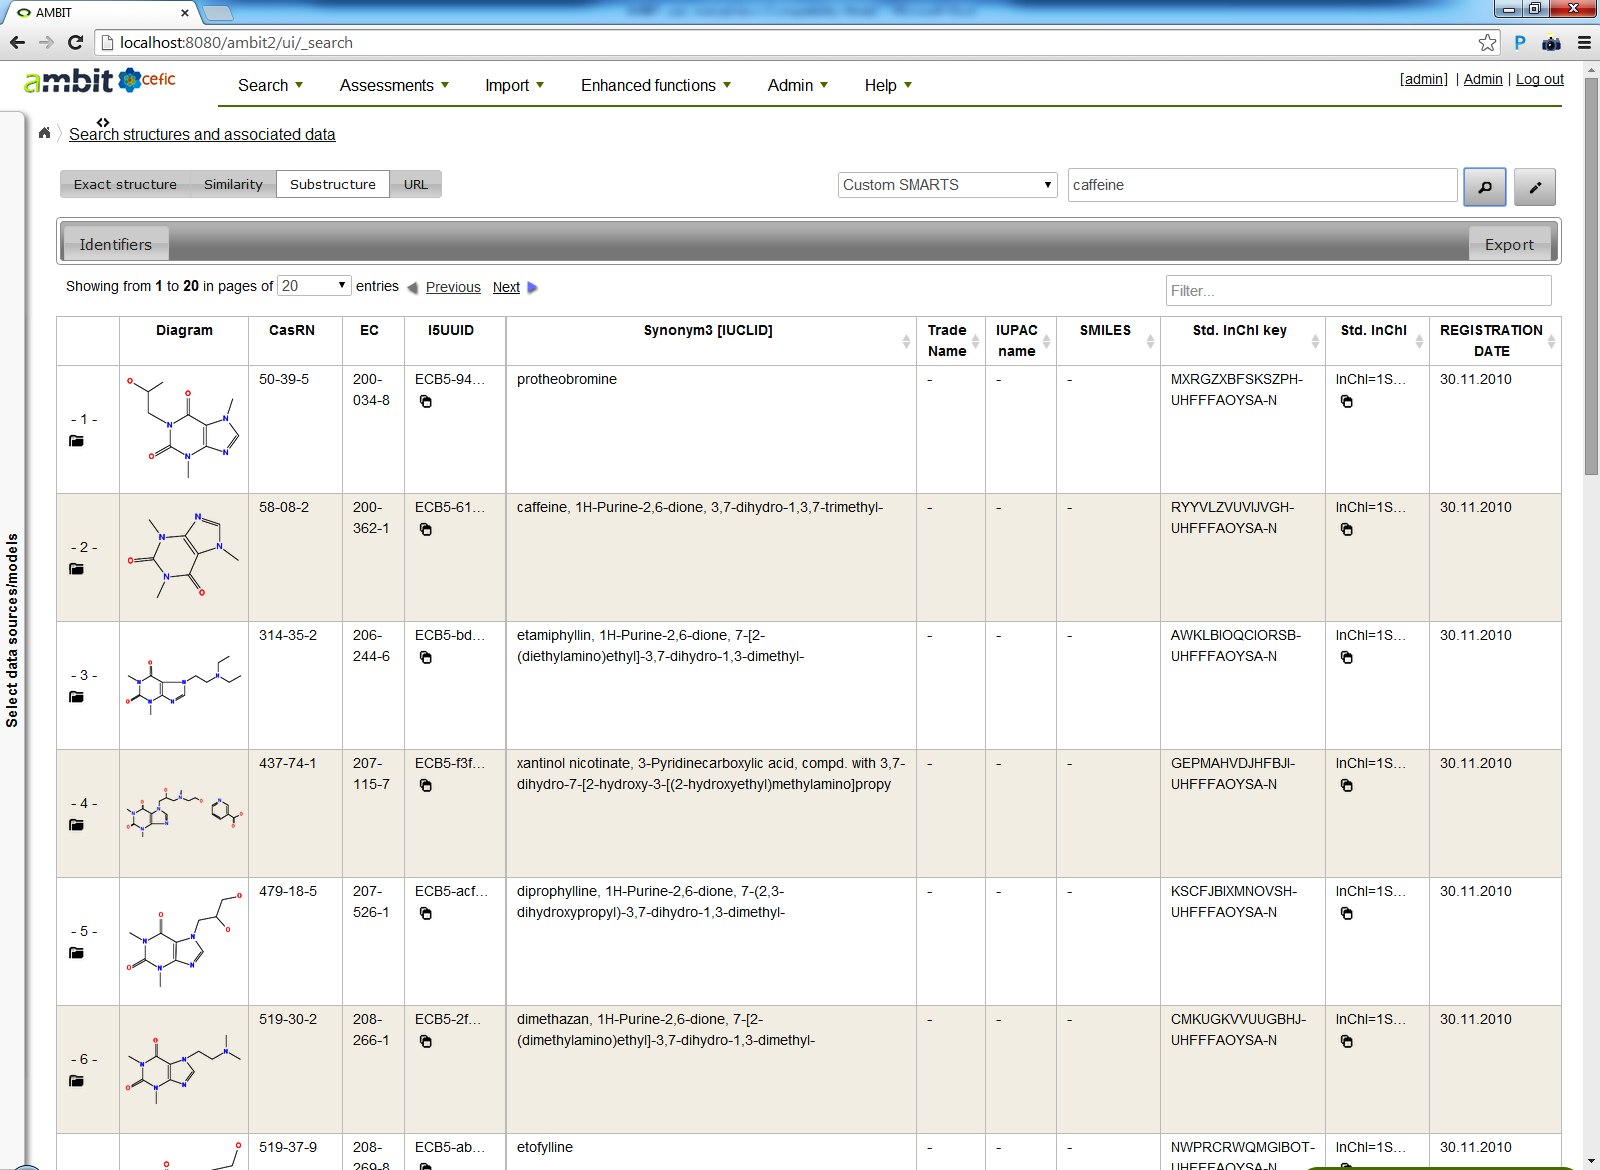 AMBIT
localhost:8080/ambit2/ui/_search
ambit cefic
Search Assessments Import Enhanced functions Admin Help
[admin] | Admin | Log out
Search structures and associated data
Exact structure Similarity Substructure URL
Custom SMARTS caffeine
Identifiers Export
Showing from 1 to 20 in pages of 20 entries Previous Next
Filter...
Select data sources/models
Diagram CasRN EC I5UUID Synonym3 [IUCLID] Trade Name IUPAC name SMILES Std. InChI key Std. InChI REGISTRATION DATE
- 1 - 50-39-5 200- ECB5-94... protheobromine - - - MXRGZXBFSKSZPH- InChI=1S... 30.11.2010
034-8 UHFFFAOYSA-N
- 2 - 58-08-2 200- ECB5-61... caffeine, 1H-Purine-2,6-dione, 3,7-dihydro-1,3,7-trimethyl- - - - RYYVLZVUVIJVGH- InChI=1S... 30.11.2010
362-1 UHFFFAOYSA-N
- 3 - 314-35-2 206- ECB5-bd... etamiphyllin, 1H-Purine-2,6-dione, 7-[2- - - - AWKLBIOQCIORSB- InChI=1S... 30.11.2010
244-6 (diethylamino)ethyl]-3,7-dihydro-1,3-dimethyl- UHFFFAOYSA-N
- 4 - 437-74-1 207- ECB5-f3f... xantinol nicotinate, 3-Pyridinecarboxylic acid, compd. with 3,7- - - - GEPMAHVDJHFBJI- InChI=1S... 30.11.2010
115-7 dihydro-7-[2-hydroxy-3-[(2-hydroxyethyl)methylamino]propy UHFFFAOYSA-N
- 5 - 479-18-5 207- ECB5-acf... diprophylline, 1H-Purine-2,6-dione, 7-(2,3- - - - KSCFJBIXMNOVSH- InChI=1S... 30.11.2010
526-1 dihydroxypropyl)-3,7-dihydro-1,3-dimethyl- UHFFFAOYSA-N
- 6 - 519-30-2 208- ECB5-2f... dimethazan, 1H-Purine-2,6-dione, 7-[2- - - - CMKUGKVVUUGBHJ- InChI=1S... 30.11.2010
266-1 (dimethylamino)ethyl]-3,7-dihydro-1,3-dimethyl- UHFFFAOYSA-N
519-37-9 208- ECB5-ab... etofylline - - - NWPRCRWQMGIBOT- InChI=1S... 30.11.2010
269-8 UHFFFAOYSA-N